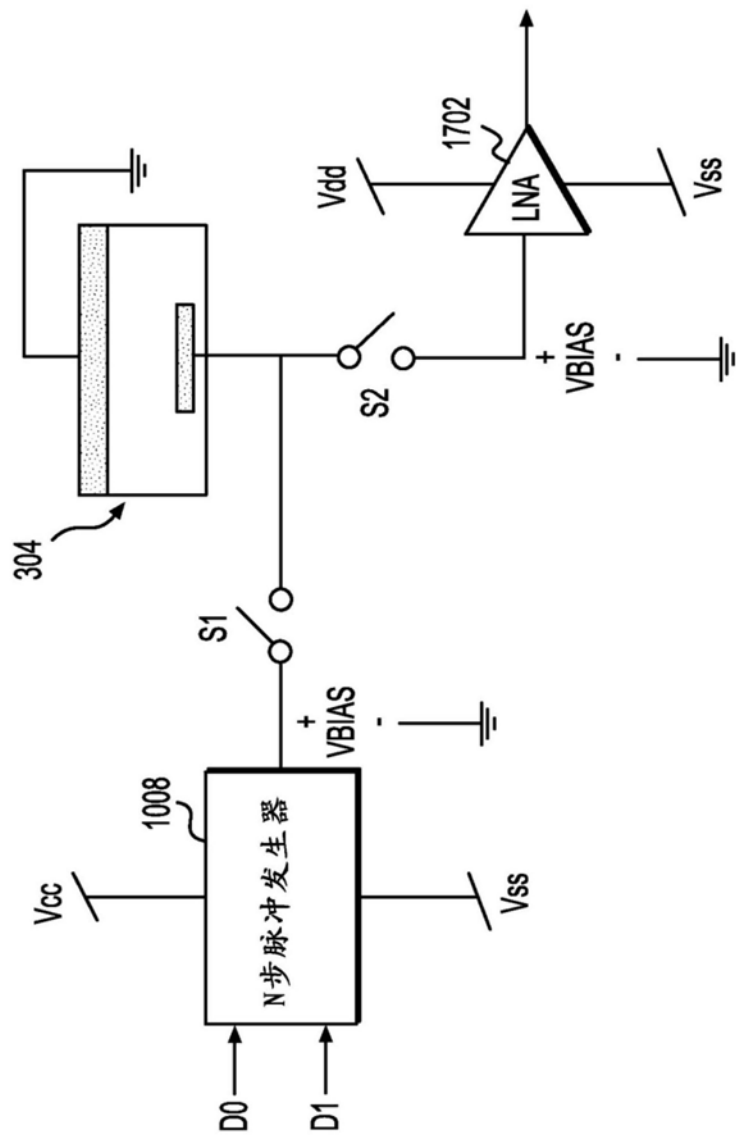 304
Vcc
1008
S1
Vdd
1702
D0
D1
N步脉冲发生器
+
VBIAS
-
S2
LNA
+
VBIAS
-
Vss
Vss